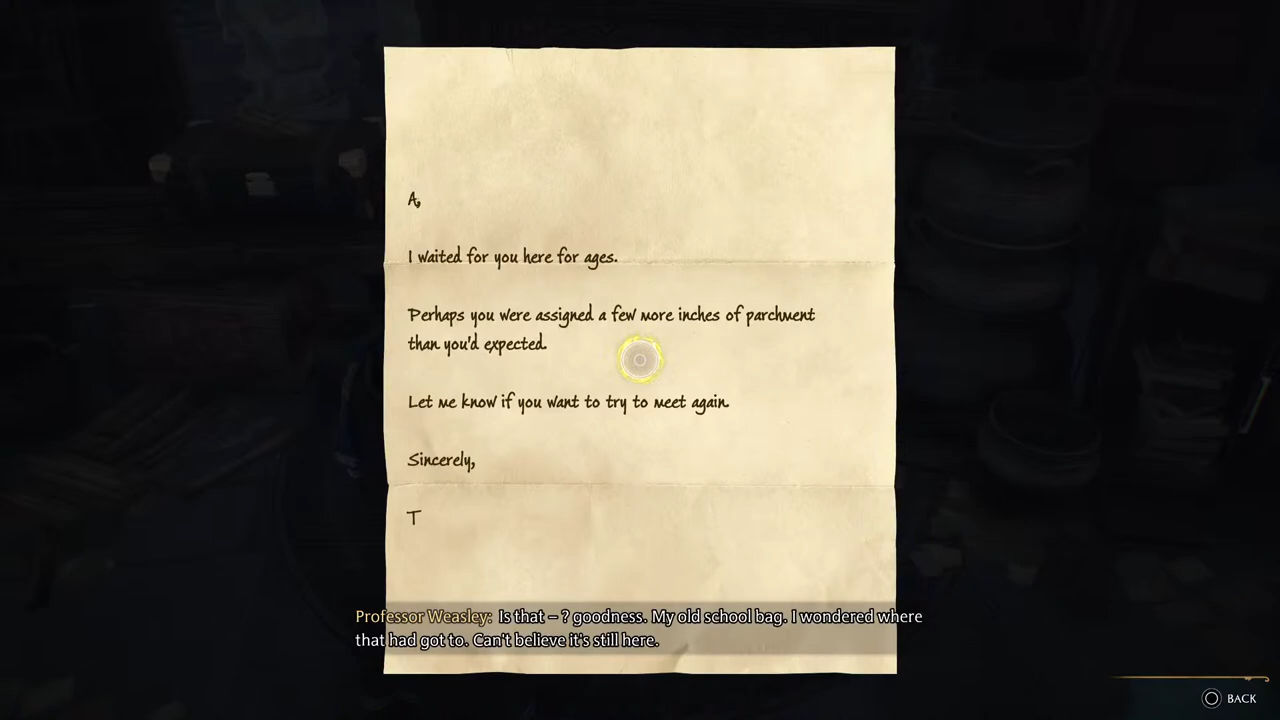 A,
I waited for you here for ages.
Perhaps you were assigned a few more inches of parchment
than you'd expected.
Let me know if you want to try to meet again.
Sincerely,
T
Professor Weasley: Is that – ? goodness. My old school bag. I wondered where
that had got to. Can't believe it's still here.
BACK